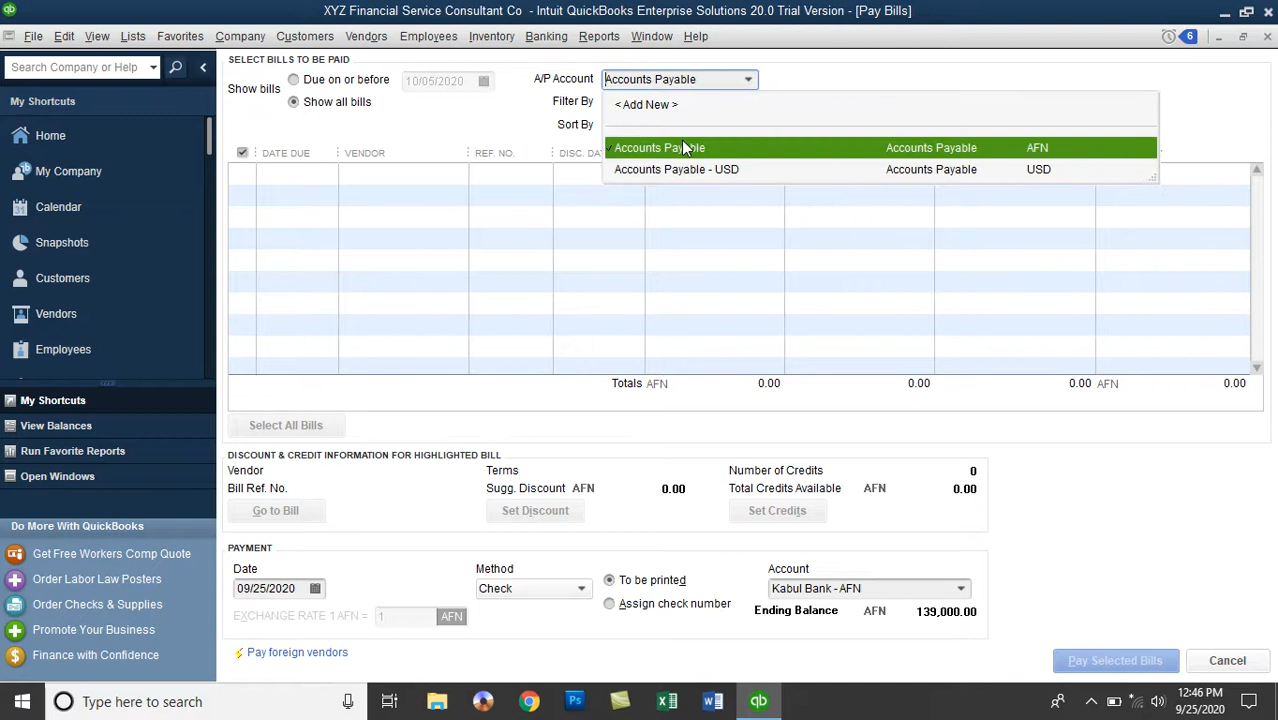 XYZ Financial Service Consultant Co - Intuit QuickBooks Enterprise Solutions 20.0 Trial Version - [Pay Bills]
File Edit View Lists Favorites Company Customers Vendors Employees Inventory Banking Reports Window Help 6
Search Company or Help
My Shortcuts
Home
My Company
Calendar
Snapshots
Customers
Vendors
Employees
My Shortcuts
View Balances
Run Favorite Reports
Open Windows
Do More With QuickBooks
Get Free Workers Comp Quote
Order Labor Law Posters
Order Checks & Supplies
Promote Your Business
Finance with Confidence
SELECT BILLS TO BE PAID
Show bills
Due on or before 10/05/2020
Show all bills
A/P Account Accounts Payable
Filter By
Sort By
< Add New >
Accounts Payable Accounts Payable AFN
Accounts Payable - USD Accounts Payable USD
DATE DUE VENDOR REF. NO. DISC. DA
Totals AFN 0.00 0.00 0.00 AFN 0.00
Select All Bills
DISCOUNT & CREDIT INFORMATION FOR HIGHLIGHTED BILL
Vendor Terms Number of Credits 0
Bill Ref. No. Sugg. Discount AFN 0.00 Total Credits Available AFN 0.00
Go to Bill Set Discount Set Credits
PAYMENT
Date Method Account
09/25/2020 Check To be printed Kabul Bank - AFN
Assign check number
Ending Balance AFN 139,000.00
EXCHANGE RATE 1 AFN = 1 AFN
Pay foreign vendors
Pay Selected Bills Cancel
Type here to search
Ps
qb
12:46 PM
9/25/2020